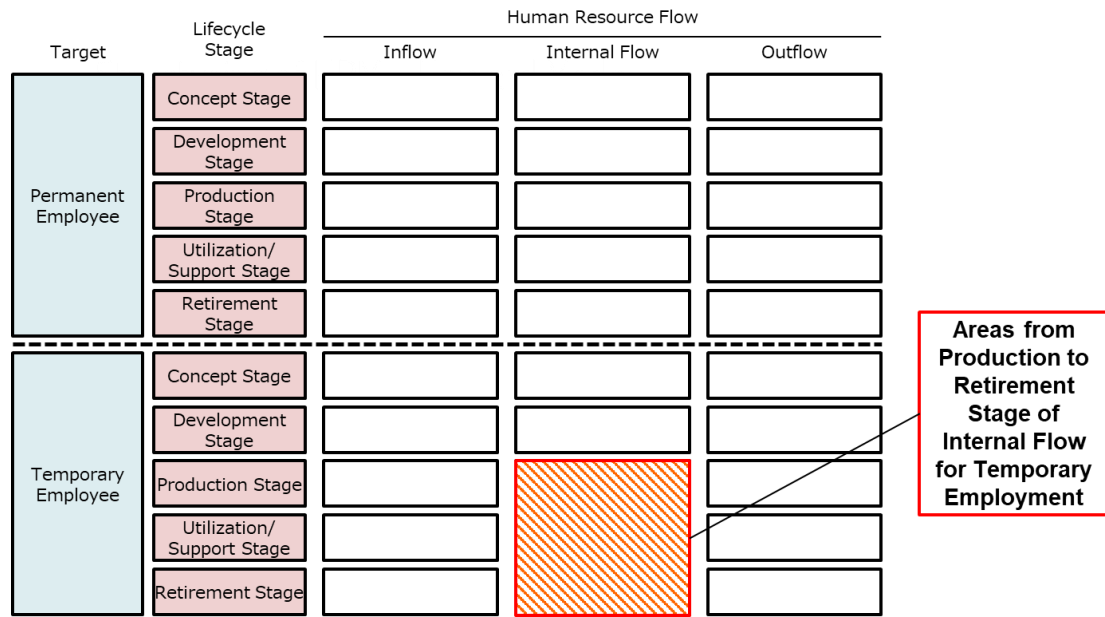 Human Resource Flow
Target
Lifecycle
Stage
Inflow
Internal Flow
Outflow
Permanent
Employee
Concept Stage
Development
Stage
Production
Stage
Utilization/
Support Stage
Retirement
Stage
Temporary
Employee
Concept Stage
Development
Stage
Production Stage
Utilization/
Support Stage
Retirement Stage
Areas from
Production to
Retirement
Stage of
Internal Flow
for Temporary
Employment